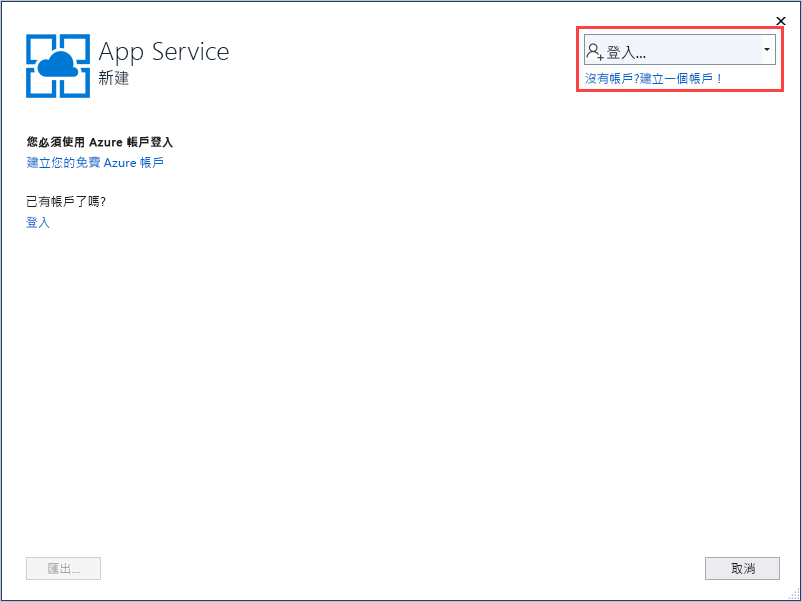 App Service
新建
登入...
沒有帳戶?建立一個帳戶！
您必須使用 Azure 帳戶登入
建立您的免費 Azure 帳戶
已有帳戶了嗎?
登入
匯出...
取消